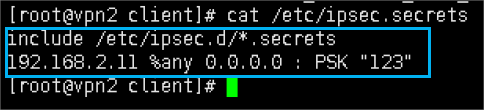 [root@vpn2 client]# cat /etc/ipsec.secrets
include /etc/ipsec.d/*.secrets
192.168.2.11 %any 0.0.0.0 : PSK "123"
[root@vpn2 client]#